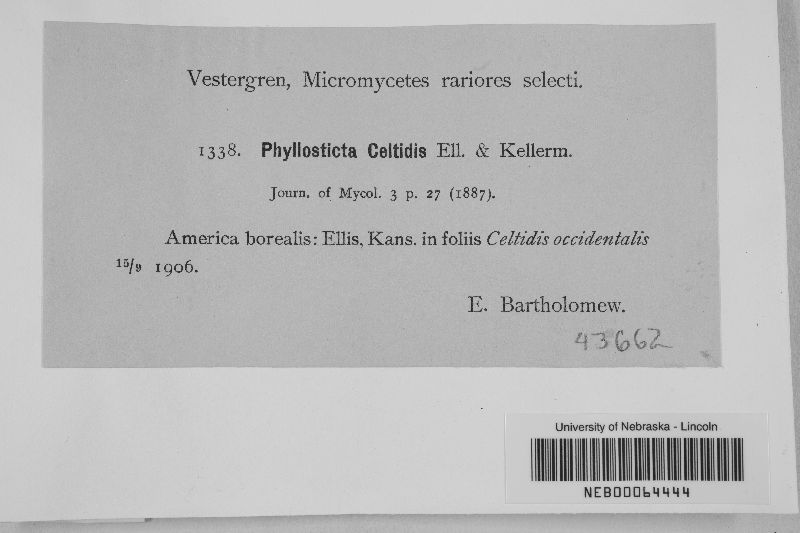 Vestergren, Micromycetes rariores selecti.
1338. Phyllosticta Celtidis Ell. & Kellerm.
Journ. of Mycol. 3 p. 27 (1887).
America borealis: Ellis, Kans. in foliis Celtidis occidentalis
15/9 1906.
E. Bartholomew.
43662
University of Nebraska - Lincoln
NEB00064444